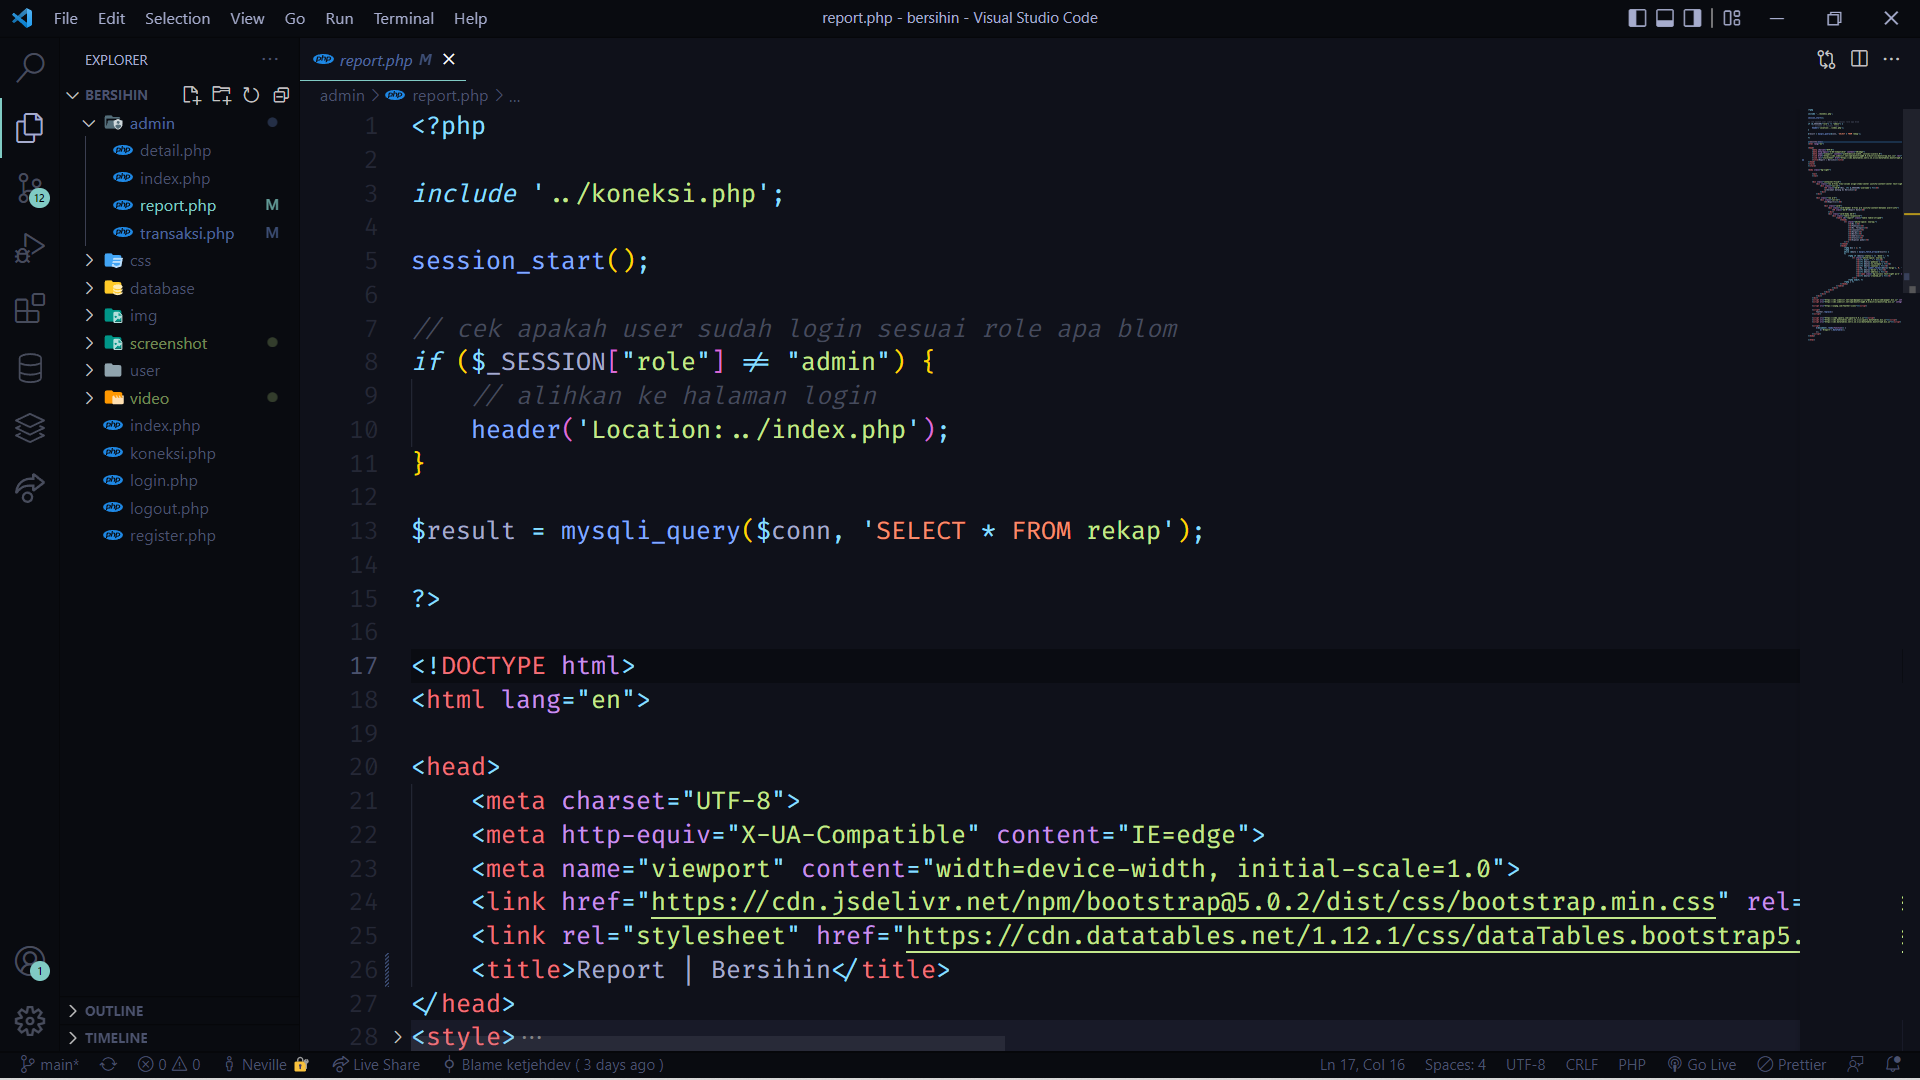 File Edit Selection View Go Run Terminal Help
report.php - bersihin - Visual Studio Code
EXPLORER
BERSIHIN
admin
detail.php
index.php
report.php M
transaksi.php M
css
database
img
screenshot
user
video
index.php
koneksi.php
login.php
logout.php
register.php
OUTLINE
TIMELINE
12
1
php report.php M
admin > php report.php > ...
1 <?php
2
3 include '../koneksi.php';
4
5 session_start();
6
7 // cek apakah user sudah login sesuai role apa blom
8 if ($_SESSION["role"] != "admin") {
9 // alihkan ke halaman login
10 header('Location:../index.php');
11 }
12
13 $result = mysqli_query($conn, 'SELECT * FROM rekap');
14
15 ?>
16
17 <!DOCTYPE html>
18 <html lang="en">
19
20 <head>
21 <meta charset="UTF-8">
22 <meta http-equiv="X-UA-Compatible" content="IE=edge">
23 <meta name="viewport" content="width=device-width, initial-scale=1.0">
24 <link href="https://cdn.jsdelivr.net/npm/bootstrap@5.0.2/dist/css/bootstrap.min.css" rel=
25 <link rel="stylesheet" href="https://cdn.datatables.net/1.12.1/css/dataTables.bootstrap5.
26 <title>Report | Bersihin</title>
27 </head>
28 <style>...
main* 0 0 Neville Live Share Blame ketjehdev ( 3 days ago ) Ln 17, Col 16 Spaces: 4 UTF-8 CRLF PHP Go Live Prettier